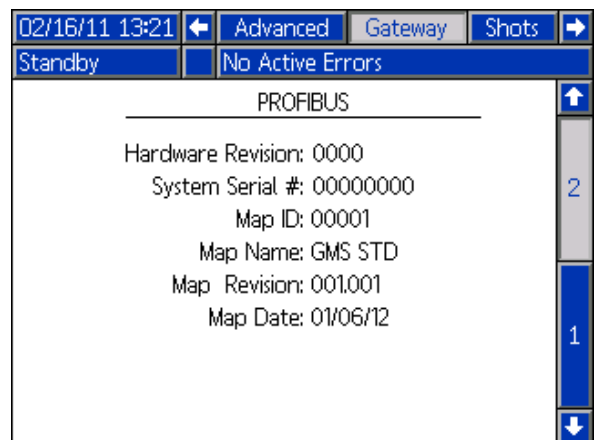 02/16/11 13:21 Advanced Gateway Shots
Standby No Active Errors
PROFIBUS
Hardware Revision: 0000
System Serial #: 00000000
2
Map ID: 00001
Map Name: GMS STD
Map Revision: 001.001
Map Date: 01/06/12
1